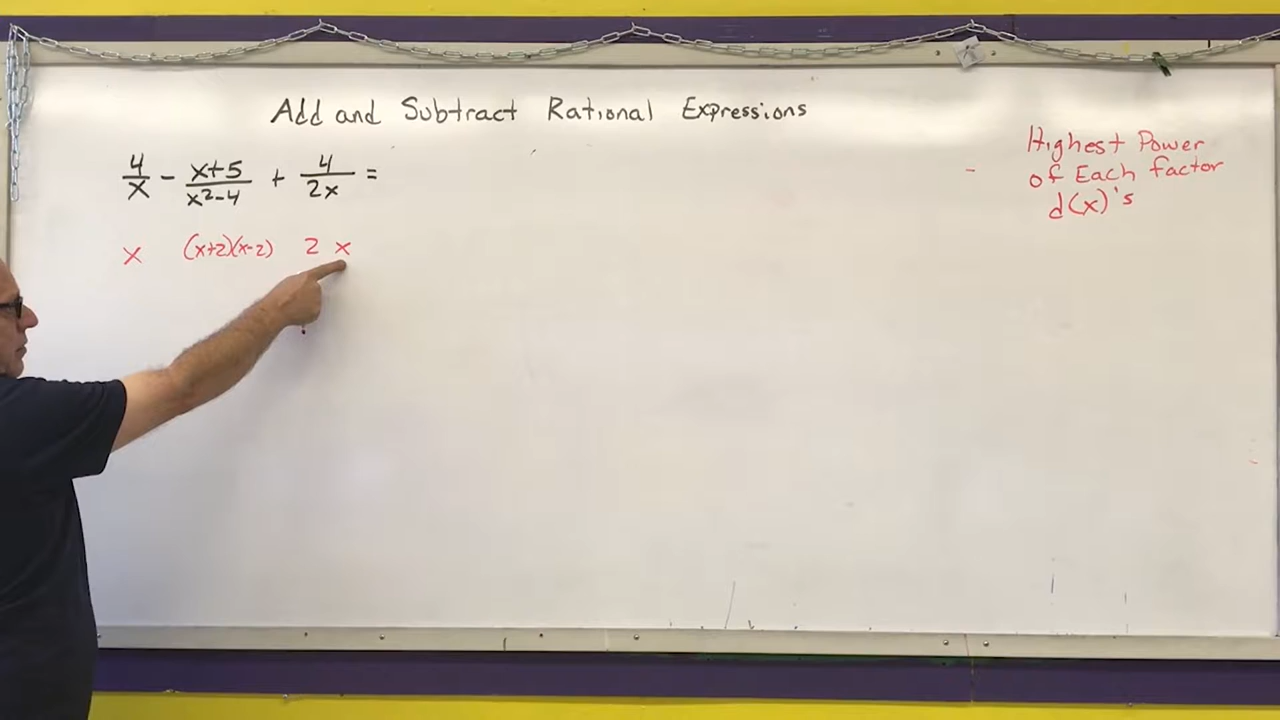 Add and Subtract Rational Expressions
4/x - x+5/x²-4 + 4/2x =
x (x+2)(x-2) 2 x
- Highest Power
of Each factor
d(x)'s